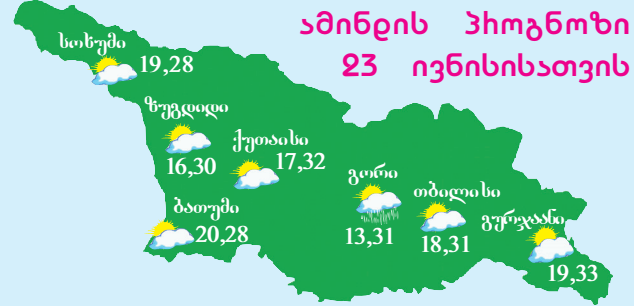 ამინდის პროგნოზი
23 ივნისისათვის
სოხუმი
19,28
ზუგდიდი
16,30
ქუთაისი
17,32
გორი
13,31
თბილისი
18,31
ბათუმი
20,28
გურჯაანი
19,33